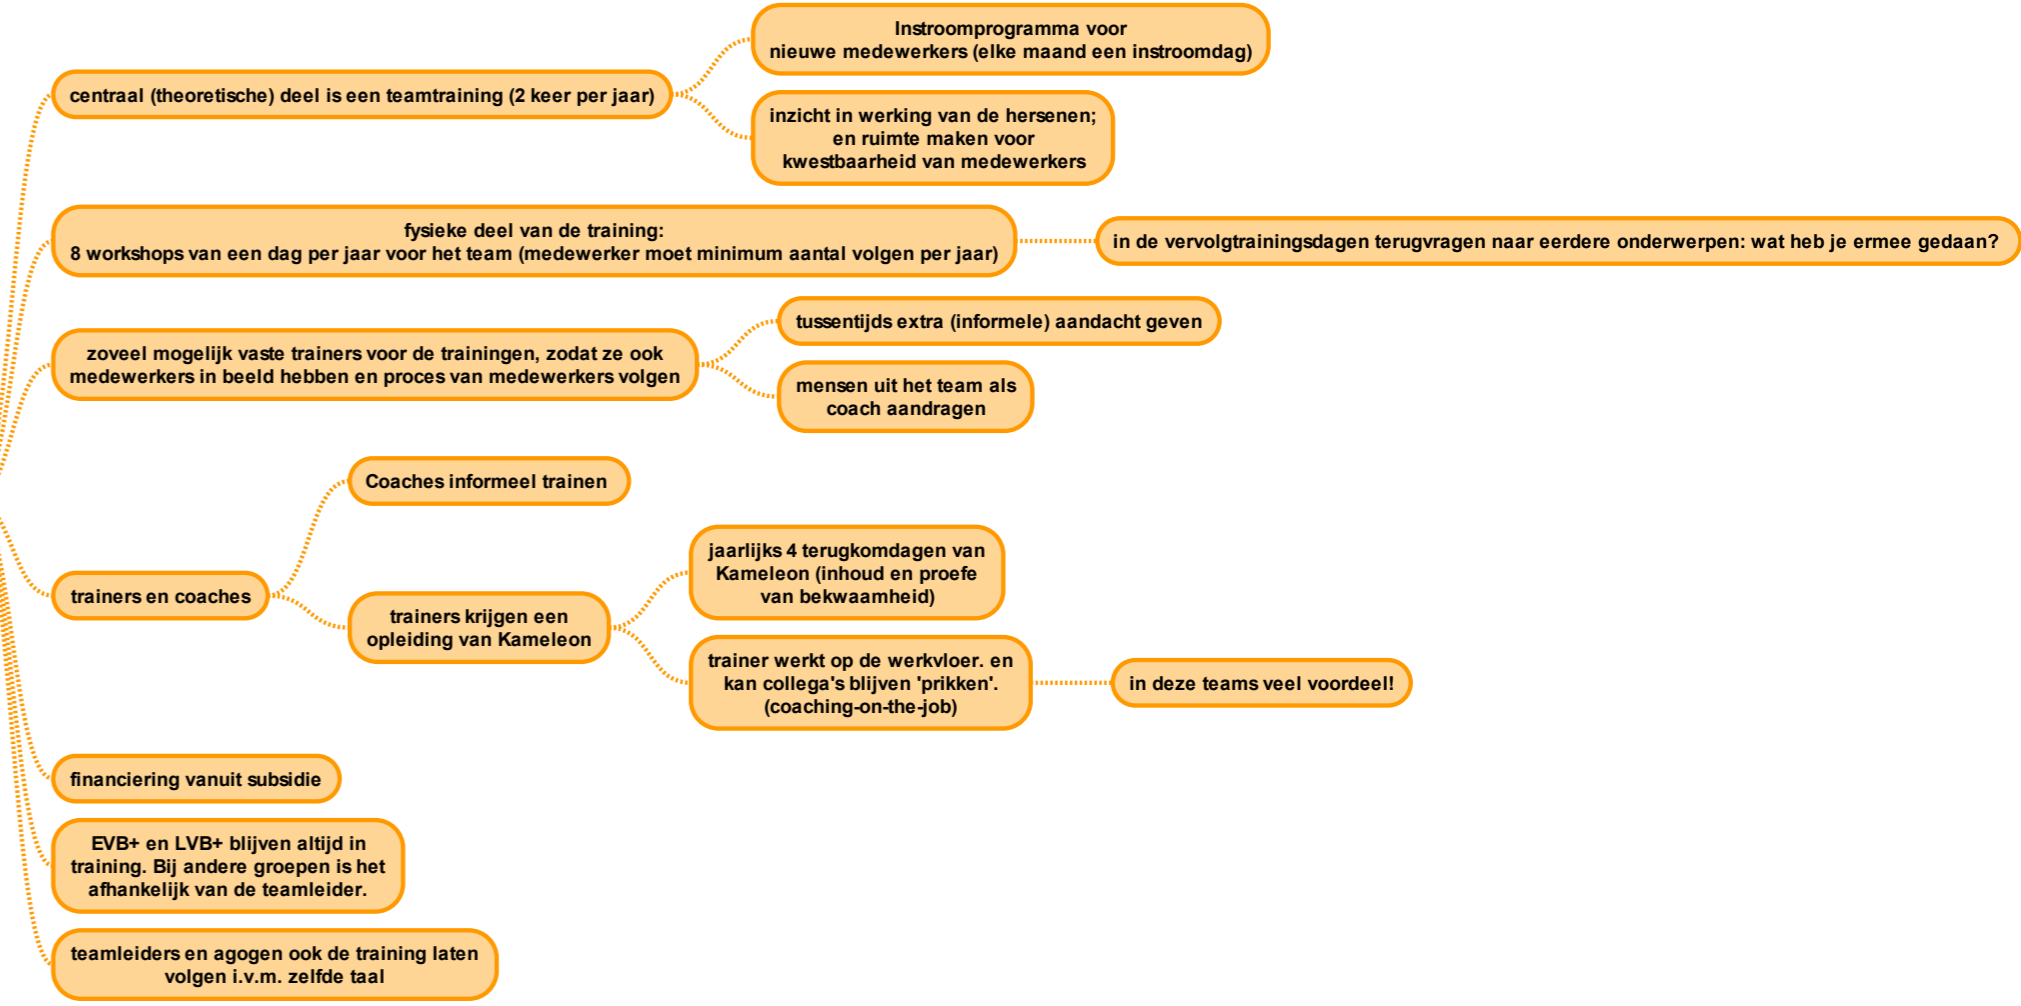 Instroomprogramma voor
nieuwe medewerkers (elke maand een instroomdag)
centraal (theoretische) deel is een teamtraining (2 keer per jaar)
inzicht in werking van de hersenen;
en ruimte maken voor
kwestbaarheid van medewerkers
fysieke deel van de training:
8 workshops van een dag per jaar voor het team (medewerker moet minimum aantal volgen per jaar)
in de vervolgtrainingsdagen terugvragen naar eerdere onderwerpen: wat heb je ermee gedaan?
zoveel mogelijk vaste trainers voor de trainingen, zodat ze ook
medewerkers in beeld hebben en proces van medewerkers volgen
tussentijds extra (informele) aandacht geven
mensen uit het team als
coach aandragen
trainers en coaches
Coaches informeel trainen
trainers krijgen een
opleiding van Kameleon
jaarlijks 4 terugkomdagen van
Kameleon (inhoud en proefe
van bekwaamheid)
trainer werkt op de werkvloer. en
kan collega's blijven 'prikken'.
(coaching-on-the-job)
in deze teams veel voordeel!
financiering vanuit subsidie
EVB+ en LVB+ blijven altijd in
training. Bij andere groepen is het
afhankelijk van de teamleider.
teamleiders en agogen ook de training laten
volgen i.v.m. zelfde taal